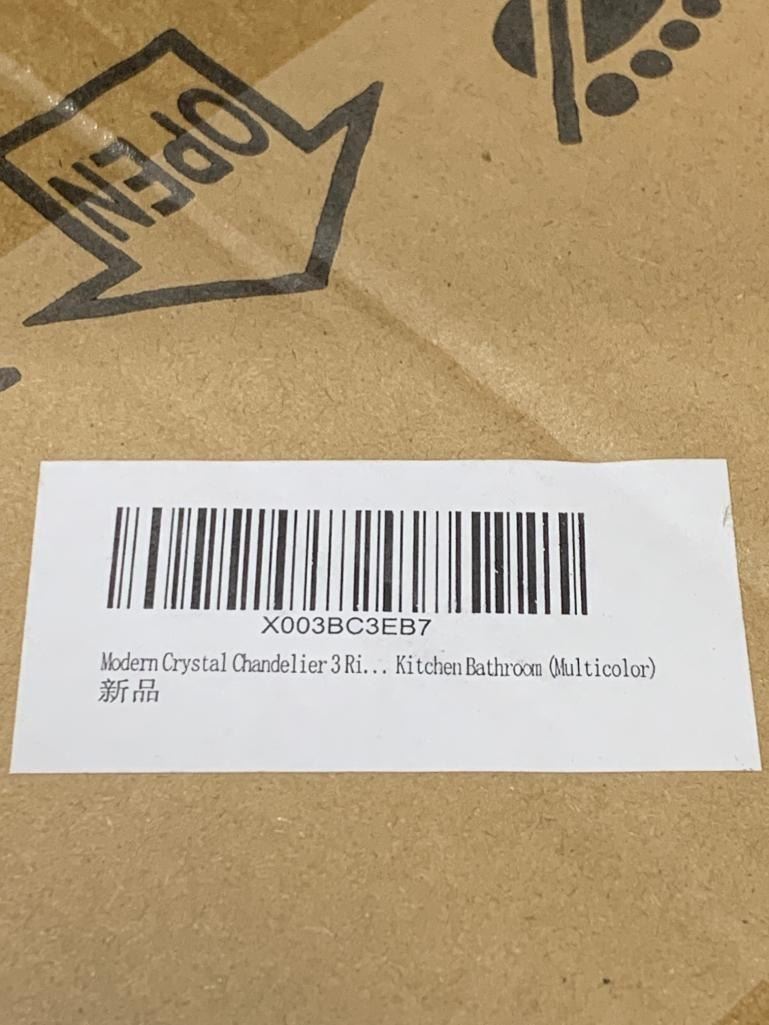 OPEN
X003BC3EB7
Modern Crystal Chandelier 3 Ri... Kitchen Bathroom (Multicolor)
新品